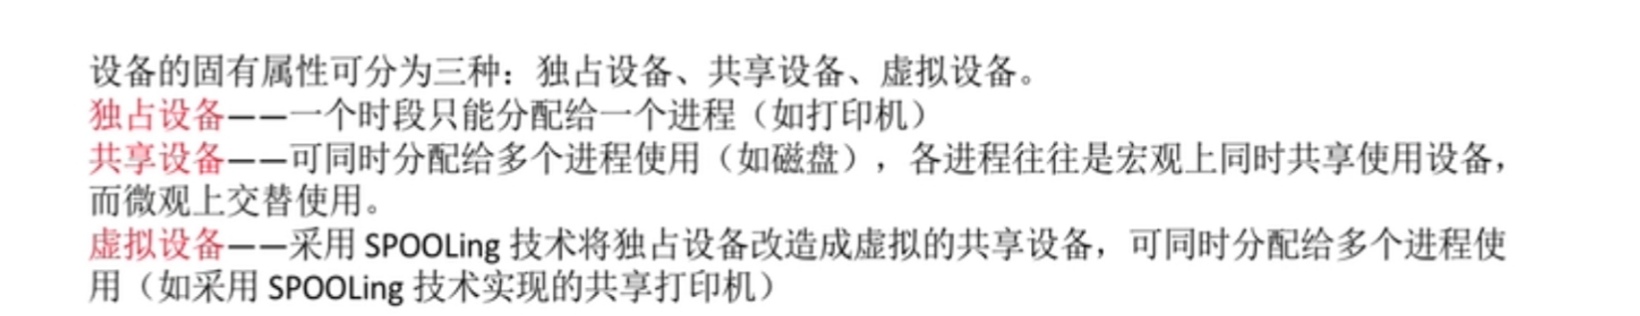 设备的固有属性可分为三种：独占设备、共享设备、虚拟设备。
独占设备——一个时段只能分配给一个进程（如打印机）
共享设备——可同时分配给多个进程使用（如磁盘），各进程往往是宏观上同时共享使用设备，
而微观上交替使用。
虚拟设备——采用 SPOOLing 技术将独占设备改造成虚拟的共享设备，可同时分配给多个进程使
用（如采用 SPOOLing 技术实现的共享打印机）